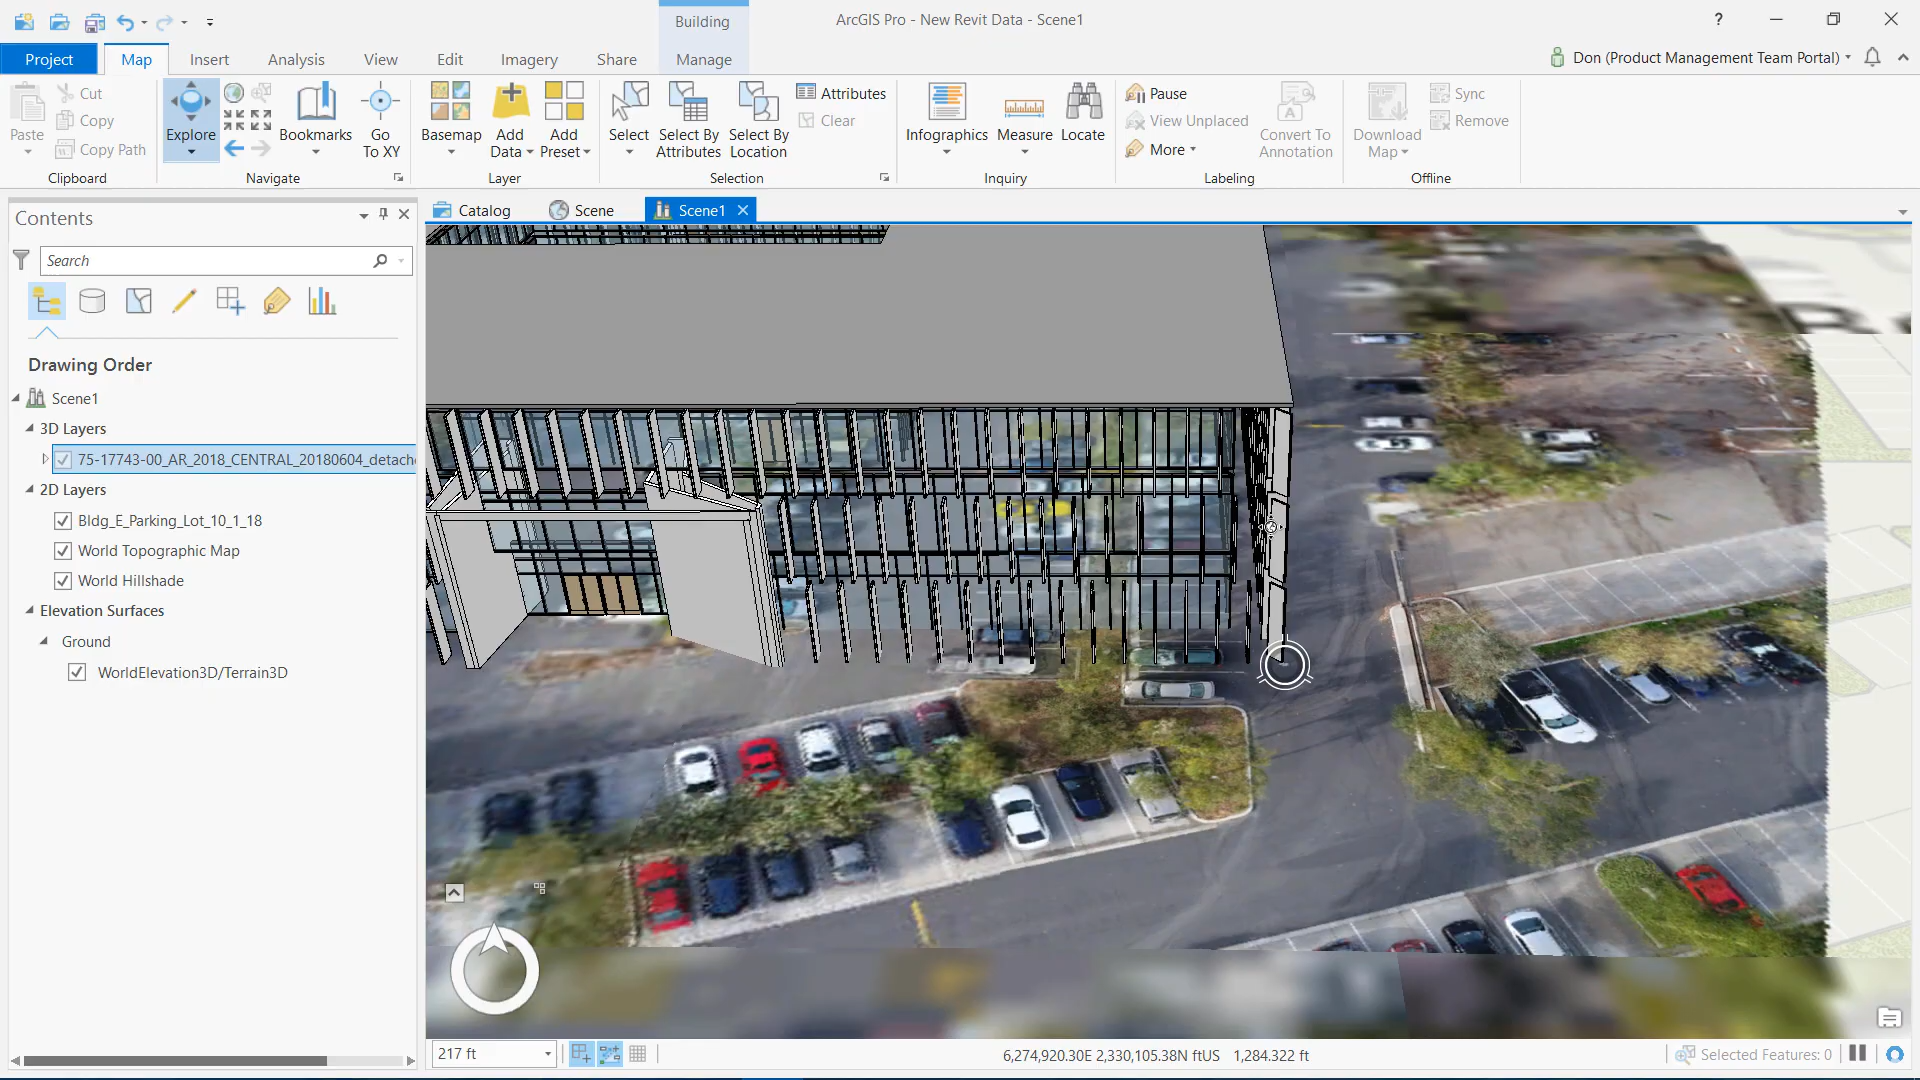 Building
ArcGIS Pro - New Revit Data - Scene1
?
Project
Map
Insert
Analysis
View
Edit
Imagery
Share
Manage
Don (Product Management Team Portal)
Paste
Cut
Copy
Copy Path
Clipboard
Explore
Bookmarks
Go
To XY
Navigate
Basemap
Add
Data
Add
Preset
Layer
Select
Select By
Attributes
Select By
Location
Attributes
Clear
Selection
Infographics
Measure
Locate
Inquiry
Pause
View Unplaced
More
Convert To
Annotation
Labeling
Download
Map
Sync
Remove
Offline
Contents
Search
Drawing Order
Scene1
3D Layers
75-17743-00_AR_2018_CENTRAL_20180604_detache
2D Layers
Bldg_E_Parking_Lot_10_1_18
World Topographic Map
World Hillshade
Elevation Surfaces
Ground
WorldElevation3D/Terrain3D
Catalog
Scene
Scene1
217 ft
6,274,920.30E 2,330,105.38N ftUS
1,284.322 ft
Selected Features: 0